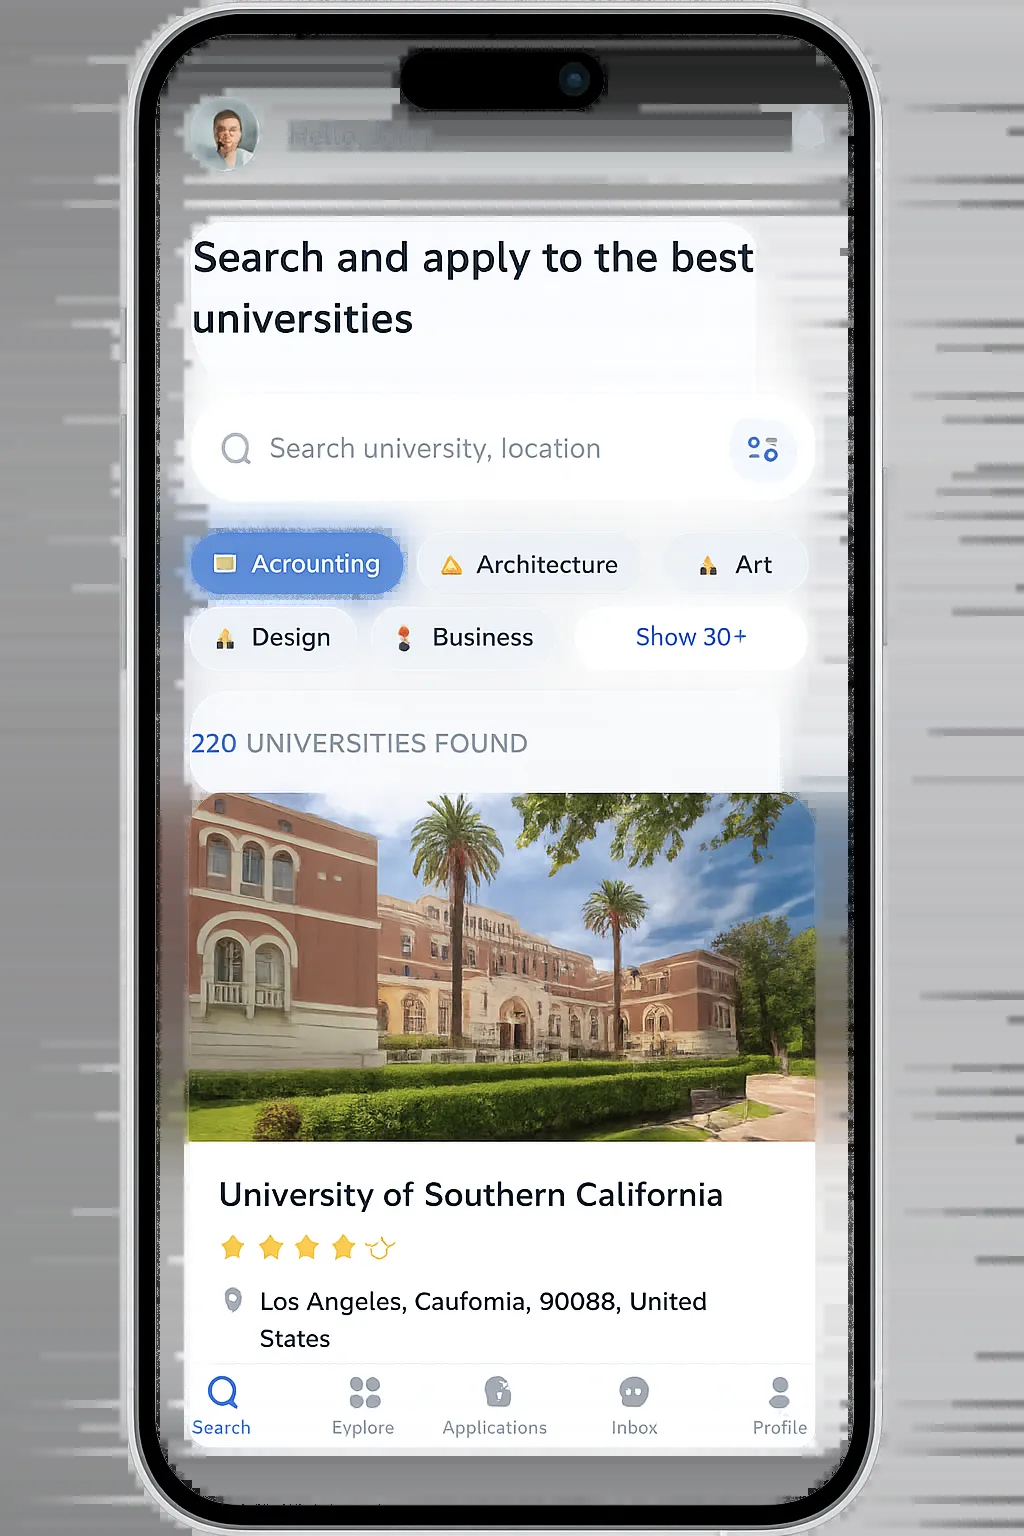 Hello,
Search and apply to the best
universities
Search university, location
Acrounting
Architecture
Art
Design
Business
Show 30+
220 UNIVERSITIES FOUND
University of Southern California
Los Angeles, Caufomia, 90088, United
States
Search
Eyplore
Applications
Inbox
Profile